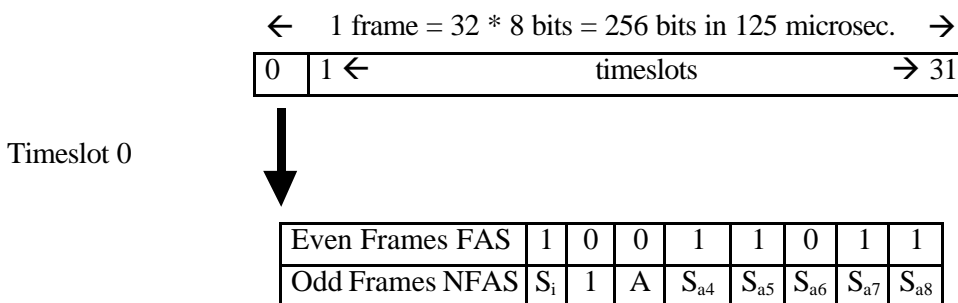 ← 1 frame = 32 * 8 bits = 256 bits in 125 microsec. →
0 1 ← timeslots → 31
Timeslot 0
Even Frames FAS 1 0 0 1 1 0 1 1
Odd Frames NFAS Si 1 A Sa4 Sa5 Sa6 Sa7 Sa8